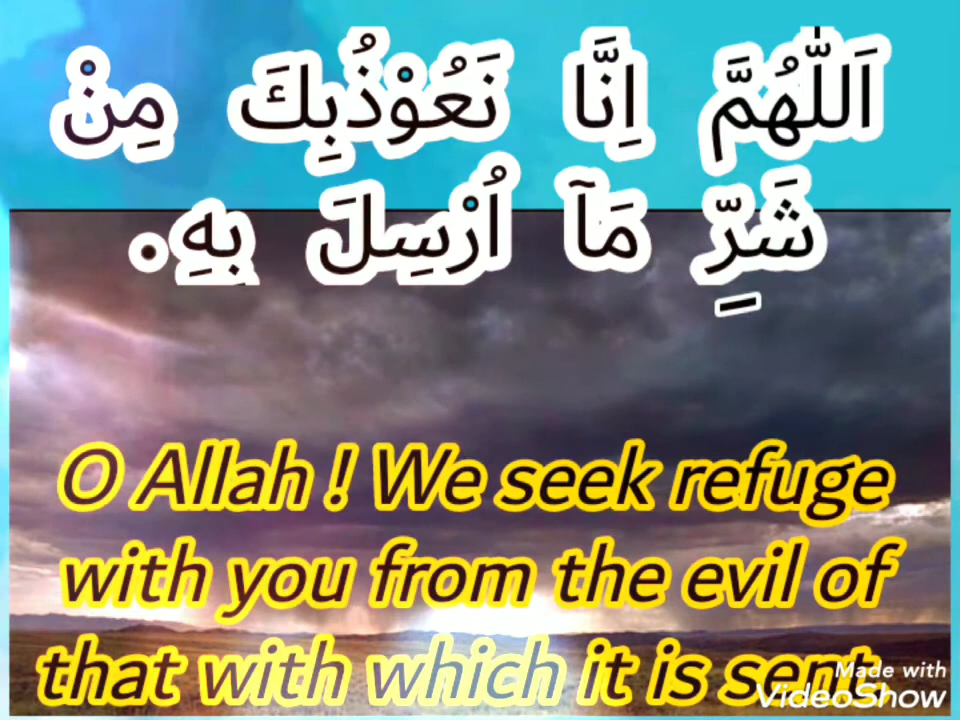 اَللّٰهُمَّ اِنَّا نَعُوْذُبِكَ مِنْ
شَرِّ مَآ اُرْسِلَ بِهِ.
O Allah ! We seek refuge
with you from the evil of
that with which it is sent.
Made with
VideoShow